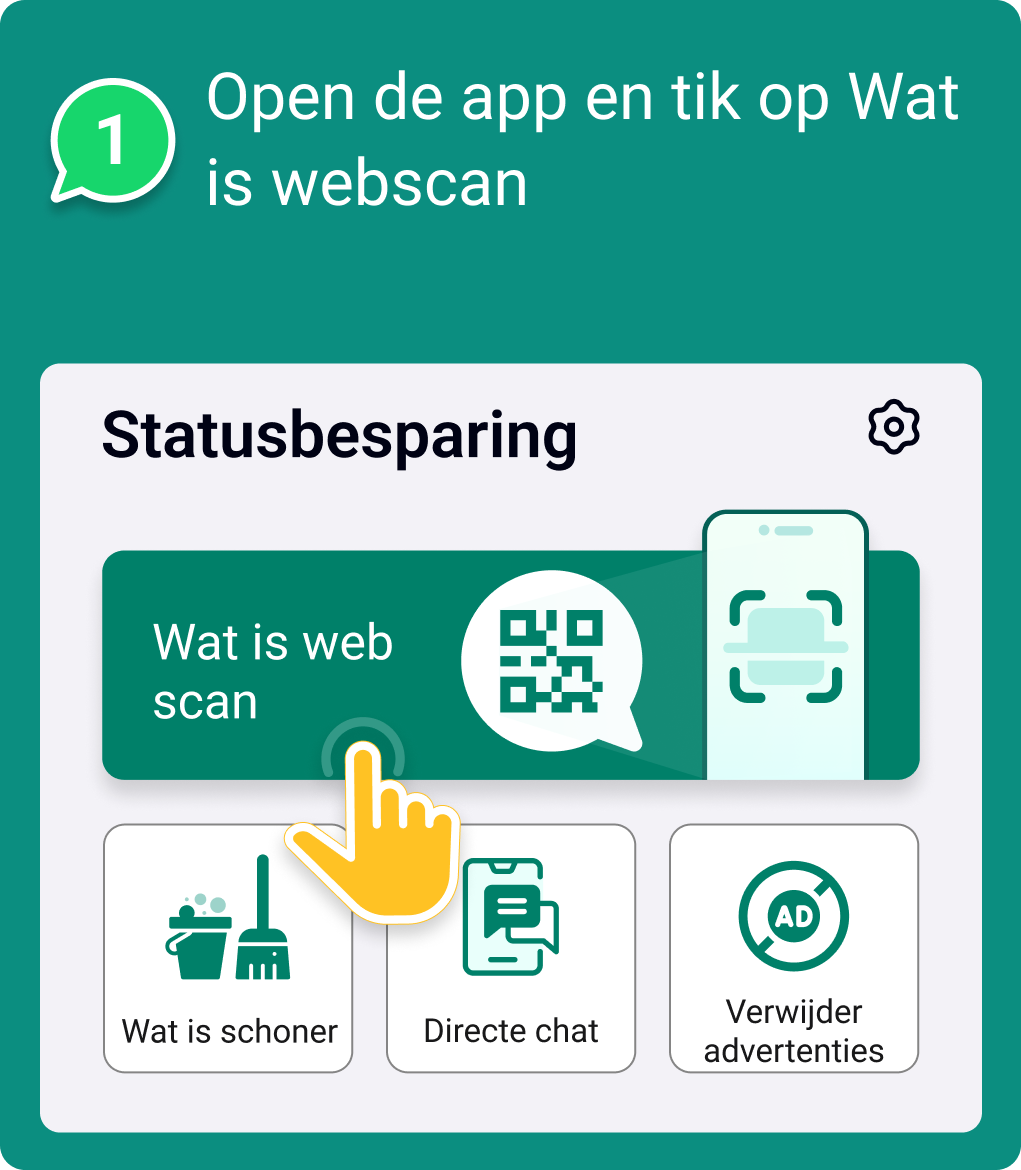 1
Open de app en tik op Wat
is webscan
Statusbesparing
Wat is web
scan
Wat is schoner
Directe chat
AD
Verwijder
advertenties